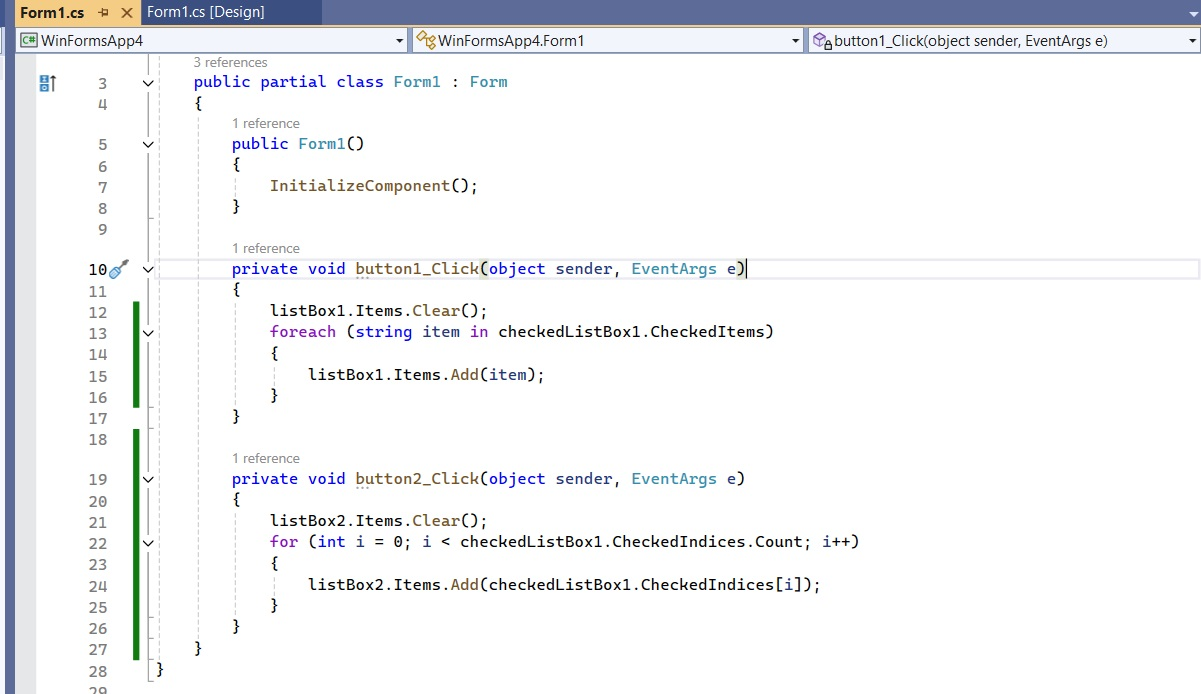 Form1.cs Form1.cs [Design]
C# WinFormsApp4 WinFormsApp4.Form1 button1_Click(object sender, EventArgs e)
3 references
3 public partial class Form1 : Form
4 {
1 reference
5 public Form1()
6 {
7 InitializeComponent();
8 }
9
1 reference
10 private void button1_Click(object sender, EventArgs e)
11 {
12 listBox1.Items.Clear();
13 foreach (string item in checkedListBox1.CheckedItems)
14 {
15 listBox1.Items.Add(item);
16 }
17 }
18
1 reference
19 private void button2_Click(object sender, EventArgs e)
20 {
21 listBox2.Items.Clear();
22 for (int i = 0; i < checkedListBox1.CheckedIndices.Count; i++)
23 {
24 listBox2.Items.Add(checkedListBox1.CheckedIndices[i]);
25 }
26 }
27 }
28 }
29